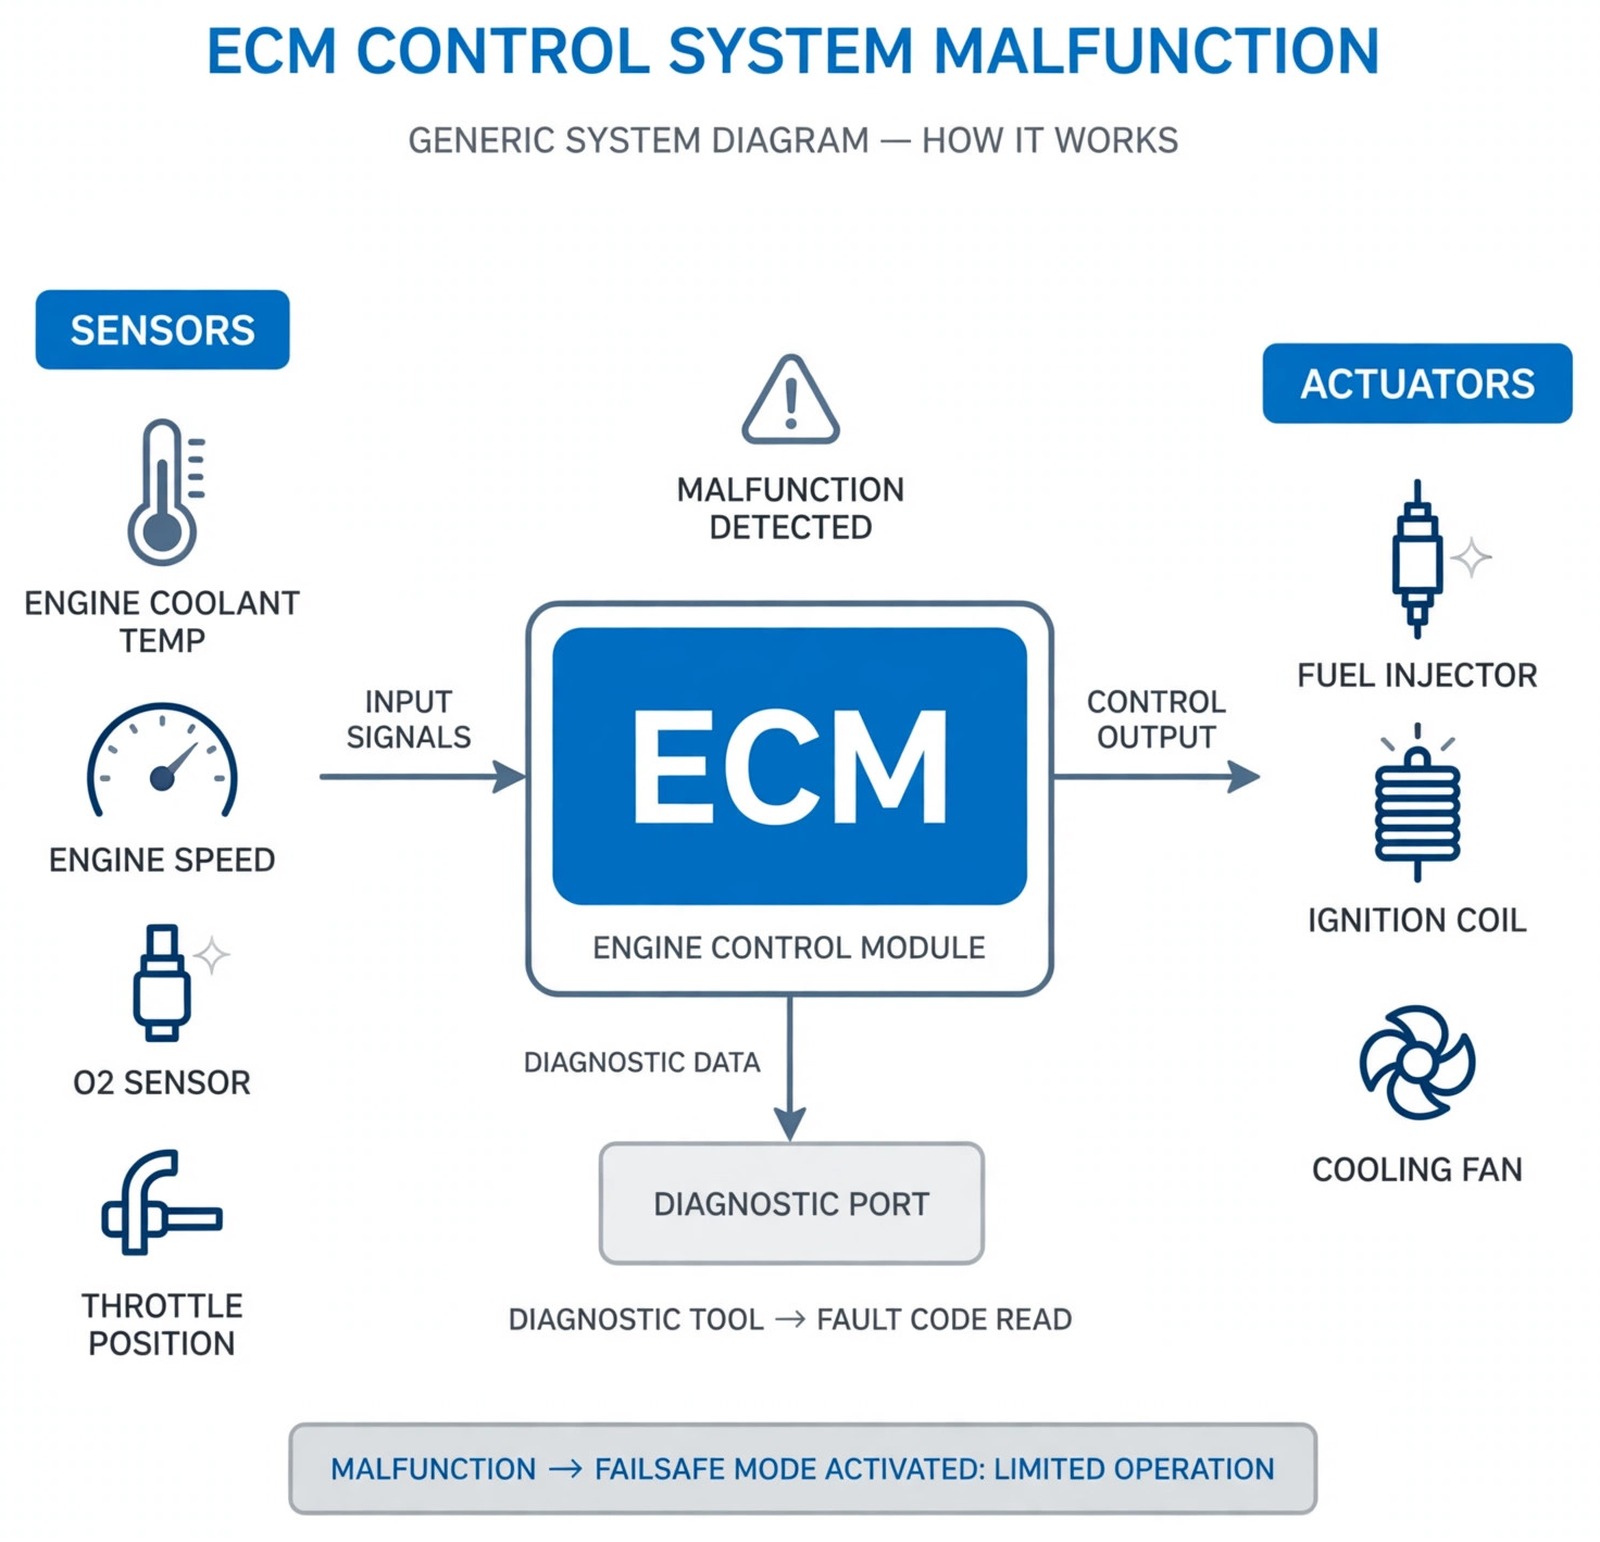 ECM CONTROL SYSTEM MALFUNCTION
GENERIC SYSTEM DIAGRAM — HOW IT WORKS
SENSORS
ENGINE COOLANT
TEMP
ENGINE SPEED
O2 SENSOR
THROTTLE
POSITION
INPUT
SIGNALS
MALFUNCTION
DETECTED
ECM
ENGINE CONTROL MODULE
DIAGNOSTIC DATA
DIAGNOSTIC PORT
DIAGNOSTIC TOOL → FAULT CODE READ
CONTROL
OUTPUT
ACTUATORS
FUEL INJECTOR
IGNITION COIL
COOLING FAN
MALFUNCTION → FAILSAFE MODE ACTIVATED: LIMITED OPERATION